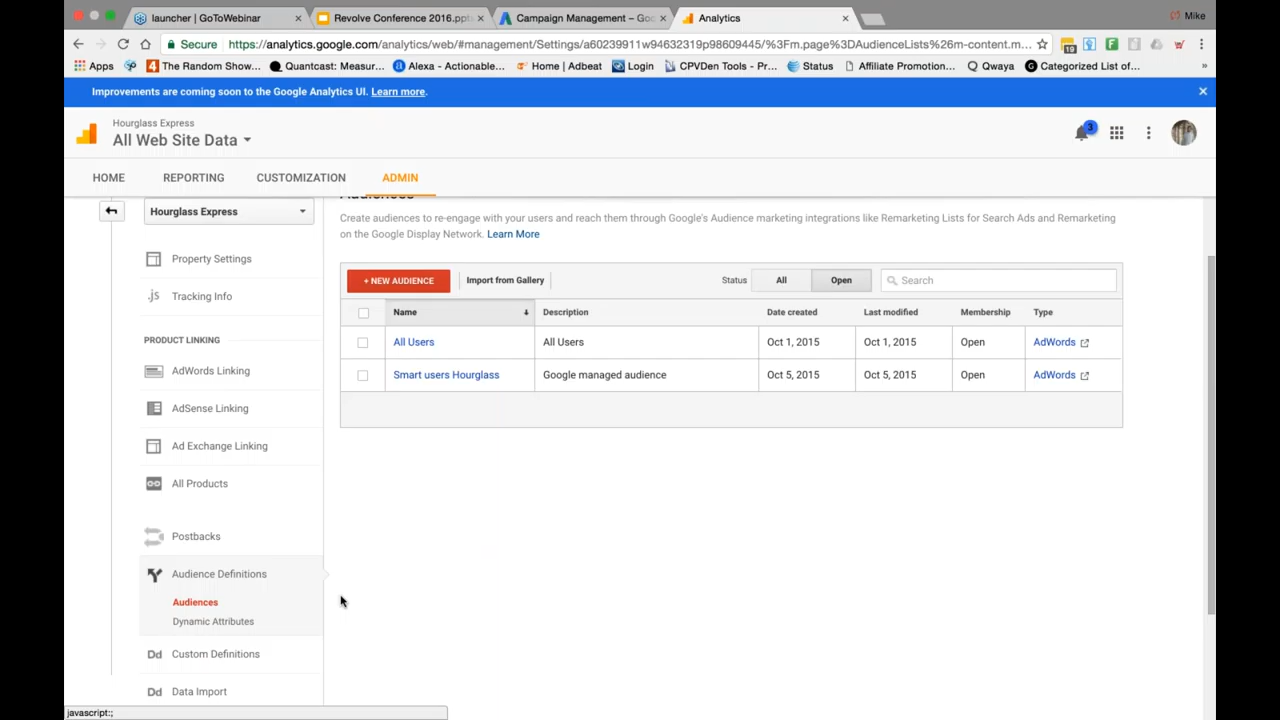 launcher | GoToWebinar
Revolve Conference 2016.ppt
Campaign Management – Goo
Analytics
Mike
Secure
https://analytics.google.com/analytics/web/#management/Settings/a60239911w94632319p98609445/%3Fm.page%3DAudienceLists%26m-content.m...
19
Apps
The Random Show...
Quantcast: Measur...
Alexa - Actionable...
Home | Adbeat
Login
CPVDen Tools - Pr...
Status
Affiliate Promotion...
Qwaya
Categorized List of...
»
Improvements are coming soon to the Google Analytics UI. Learn more.
Hourglass Express
All Web Site Data
3
HOME
REPORTING
CUSTOMIZATION
ADMIN
Audiences
Hourglass Express
Create audiences to re-engage with your users and reach them through Google's Audience marketing integrations like Remarketing Lists for Search Ads and Remarketing
on the Google Display Network. Learn More
Property Settings
.js Tracking Info
PRODUCT LINKING
AdWords Linking
AdSense Linking
Ad Exchange Linking
All Products
Postbacks
Audience Definitions
Audiences
Dynamic Attributes
Dd Custom Definitions
Dd Data Import
+ NEW AUDIENCE
Import from Gallery
Status
All
Open
Search
Name Description Date created Last modified Membership Type
All Users All Users Oct 1, 2015 Oct 1, 2015 Open AdWords
Smart users Hourglass Google managed audience Oct 5, 2015 Oct 5, 2015 Open AdWords
javascript:;